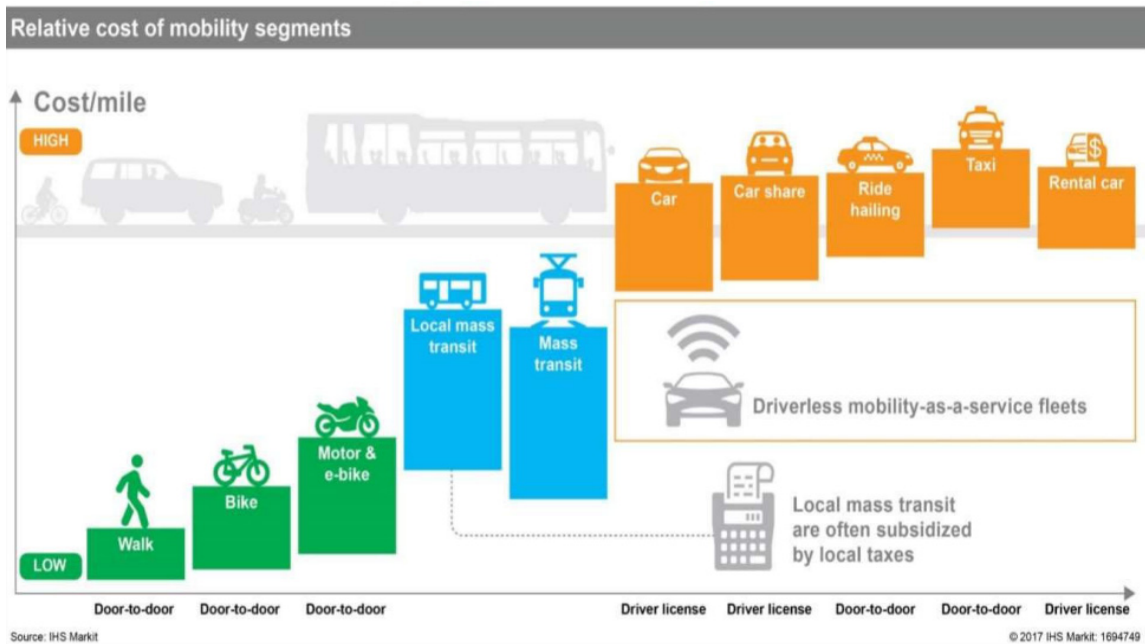 Relative cost of mobility segments
Cost/mile
HIGH
Car
Car share
Ride
hailing
Taxi
Rental car
Local mass
transit
Mass
transit
Driverless mobility-as-a-service fleets
Motor &
e-bike
Bike
Walk
Local mass transit
are often subsidized
by local taxes
LOW
Door-to-door
Door-to-door
Door-to-door
Driver license
Driver license
Door-to-door
Door-to-door
Driver license
Source: IHS Markit
© 2017 IHS Markit: 1694749
$